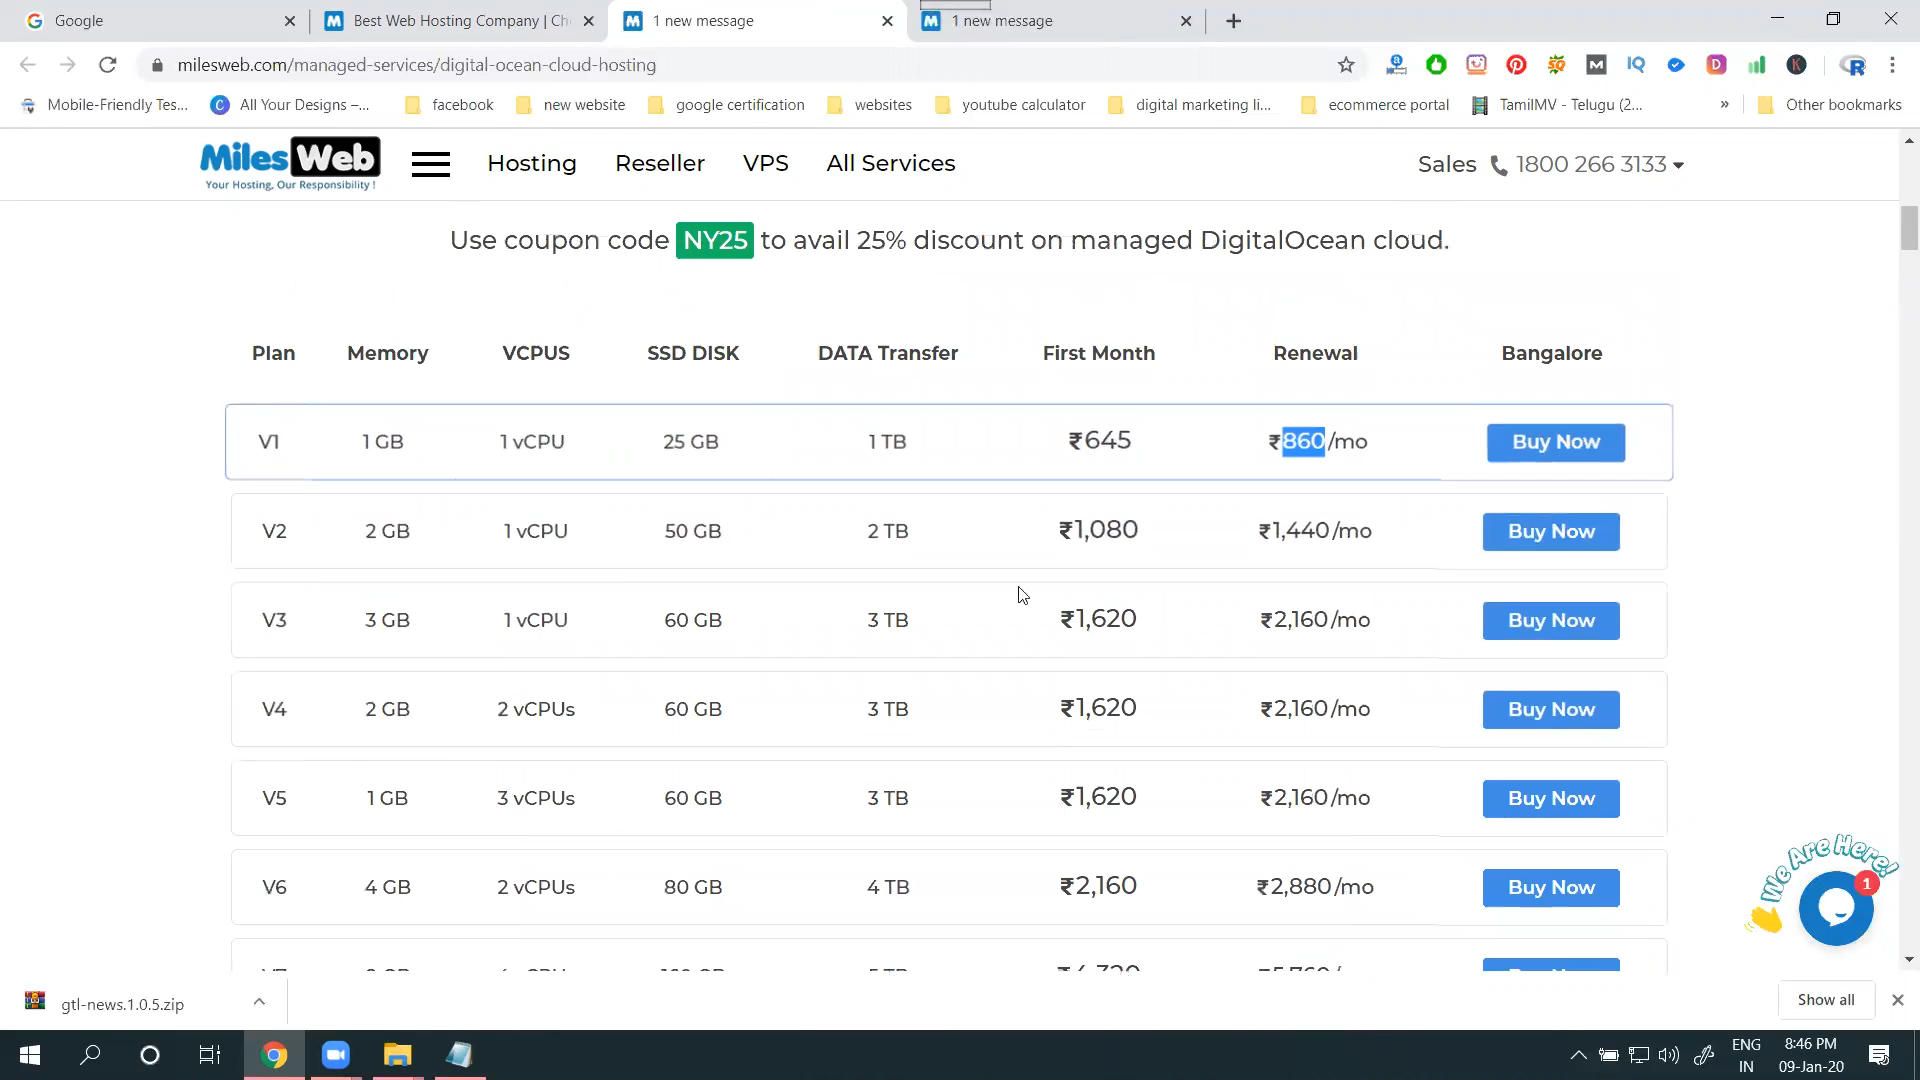 Google
Best Web Hosting Company | Ch
1 new message
1 new message
milesweb.com/managed-services/digital-ocean-cloud-hosting
Mobile-Friendly Tes...
All Your Designs –...
facebook
new website
google certification
websites
youtube calculator
digital marketing li...
ecommerce portal
TamilMV - Telugu (2...
»
Other bookmarks
Miles Web
Your Hosting, Our Responsibility !
Hosting
Reseller
VPS
All Services
Sales 1800 266 3133
Use coupon code NY25 to avail 25% discount on managed DigitalOcean cloud.
Plan Memory VCPUS SSD DISK DATA Transfer First Month Renewal Bangalore
V1 1 GB 1 vCPU 25 GB 1 TB ₹645 ₹860/mo Buy Now
V2 2 GB 1 vCPU 50 GB 2 TB ₹1,080 ₹1,440/mo Buy Now
V3 3 GB 1 vCPU 60 GB 3 TB ₹1,620 ₹2,160/mo Buy Now
V4 2 GB 2 vCPUs 60 GB 3 TB ₹1,620 ₹2,160/mo Buy Now
V5 1 GB 3 vCPUs 60 GB 3 TB ₹1,620 ₹2,160/mo Buy Now
V6 4 GB 2 vCPUs 80 GB 4 TB ₹2,160 ₹2,880/mo Buy Now
We Are Here!
1
gtl-news.1.0.5.zip
Show all
ENG
IN
8:46 PM
09-Jan-20